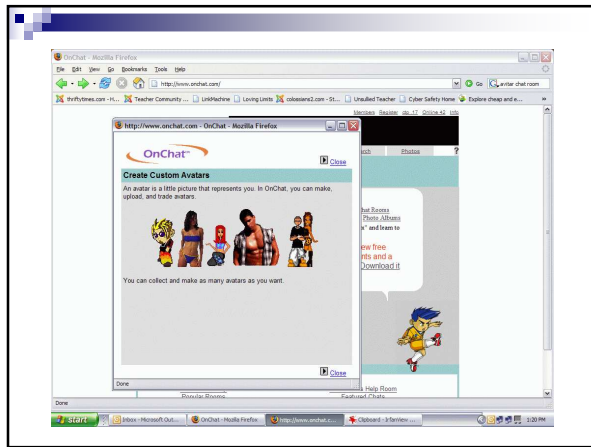 OnChat - Mozilla Firefox
File Edit View Go Bookmarks Tools Help
http://www.onchat.com/
Go
avitar chat room
thriftytimes.com - H... Teacher Community ... LinkMachine Loving Limits colossians2.com - St... Unsullied Teacher Cyber Safety Home Explore cheap and e...
Members Register Online 42 Info
http://www.onchat.com - OnChat - Mozilla Firefox
OnChat
Close
rch Photos ?
Create Custom Avatars
An avatar is a little picture that represents you. In OnChat, you can make,
upload, and trade avatars.
hat Rooms
Photo Albums
s" and learn to
ew free
nts and a
Download it
You can collect and make as many avatars as you want.
Close
Done
Popular Rooms
a Help Room
Featured Chats
Done
start
Inbox - Microsoft Out...
OnChat - Mozilla Firefox
http://www.onchat.c...
Clipboard - IrfanView ...
1:20 PM